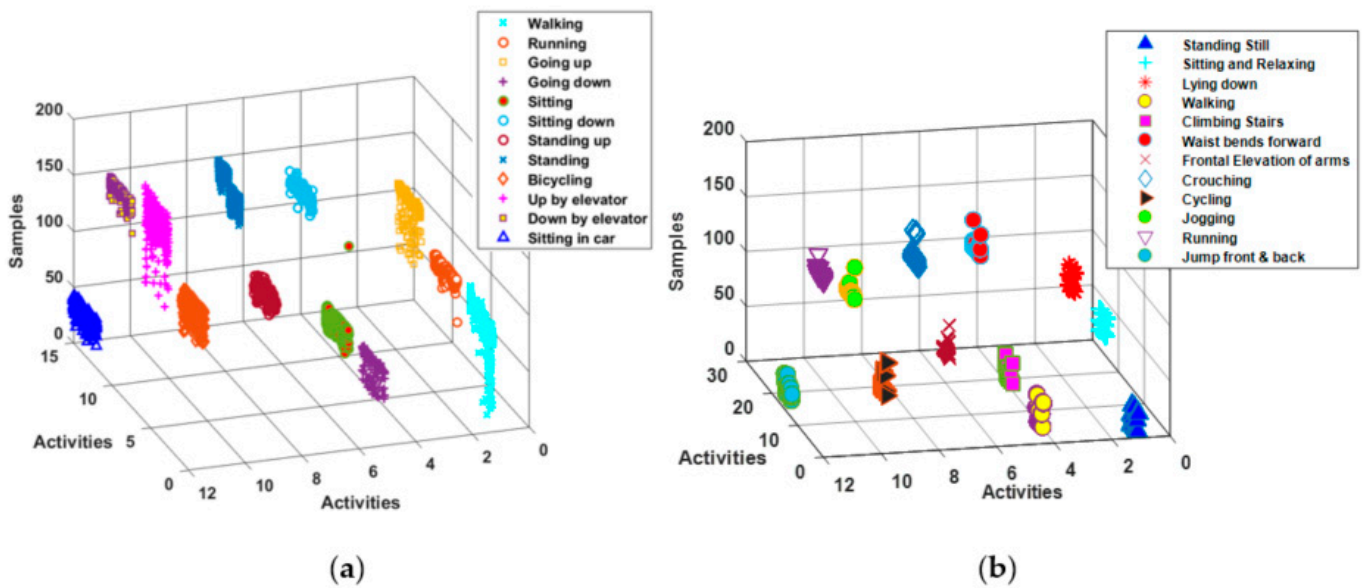 Walking
Running
Going up
Going down
Sitting
Sitting down
Standing up
Standing
Bicycling
Up by elevator
Down by elevator
Sitting in car
200
150
100
50
0
Samples
15
10
5
0
Activities
12
10
8
6
4
2
0
Activities
(a)
Standing Still
Sitting and Relaxing
Lying down
Walking
Climbing Stairs
Waist bends forward
Frontal Elevation of arms
Crouching
Cycling
Jogging
Running
Jump front & back
200
150
100
50
0
Samples
30
20
10
0
Activities
12
10
8
6
4
2
0
Activities
(b)